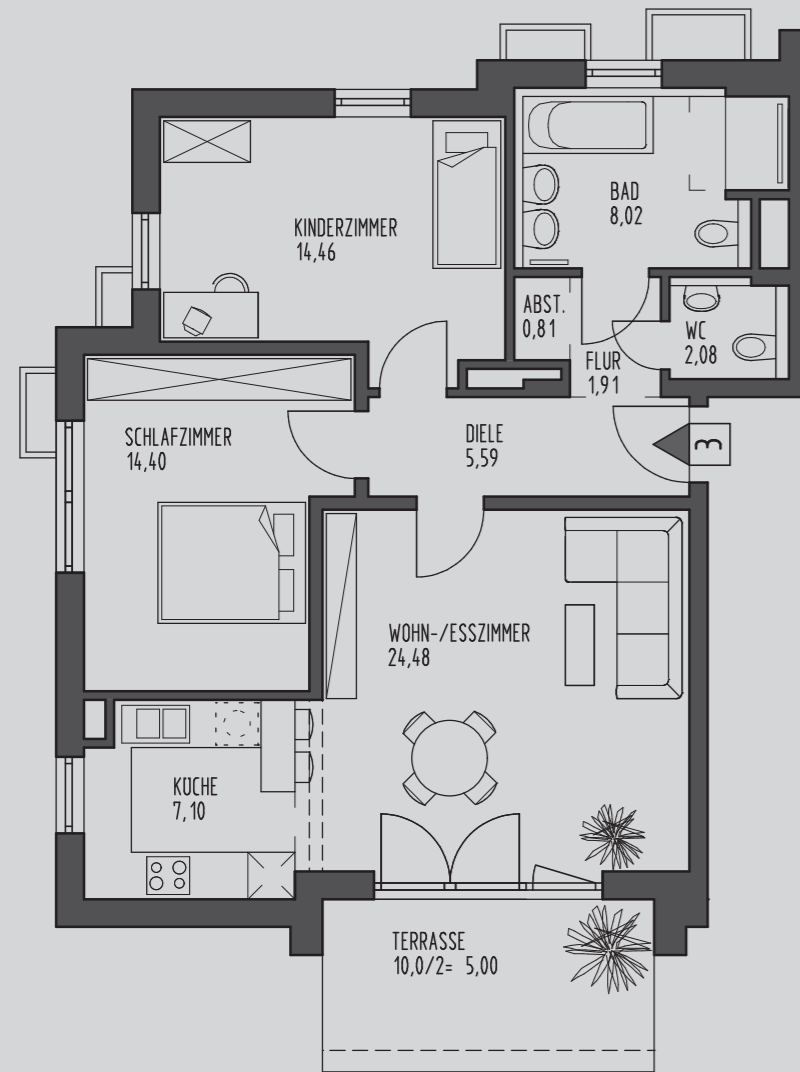 BAD
8,02
KINDERZIMMER
14,46
ABST.
0,81
WC
2,08
FLUR
1,91
SCHLAFZIMMER
14,40
DIELE
5,59
3
WOHN-/ESSZIMMER
24,48
KÜCHE
7,10
TERRASSE
10,0/2= 5,00